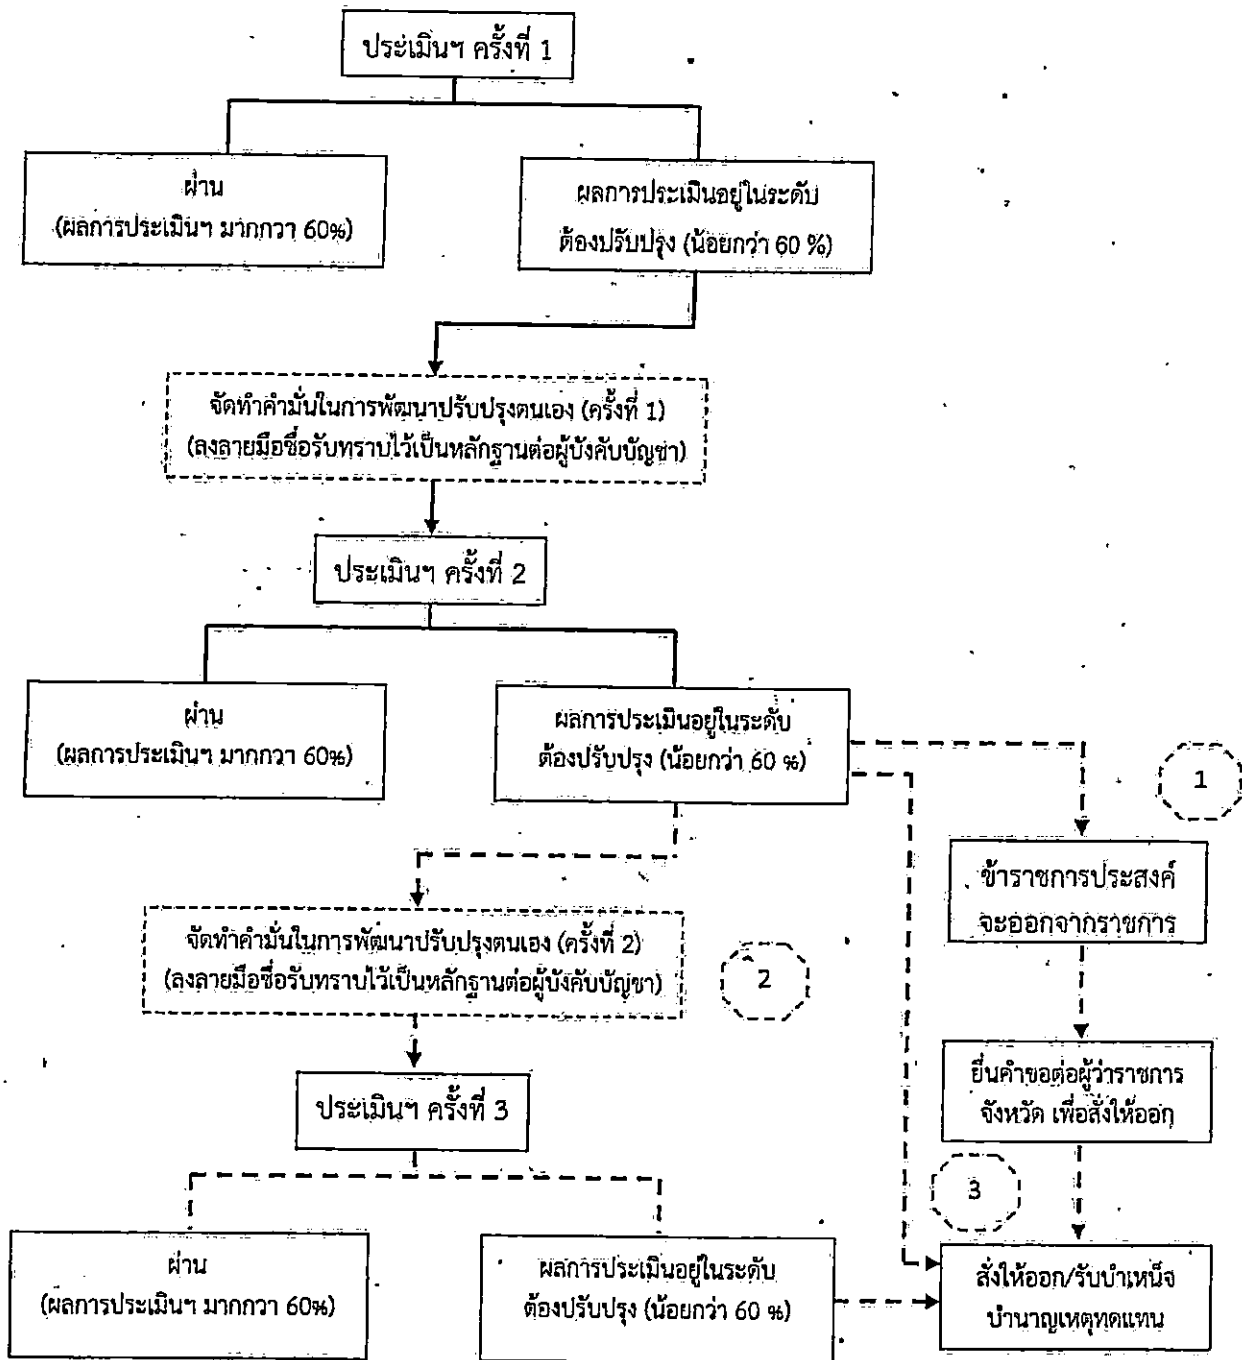 ประเมินฯ ครั้งที่ 1
ผ่าน
(ผลการประเมินฯ มากกวา 60%)
ผลการประเมินอยู่ในระดับ
ต้องปรับปรุง (น้อยกว่า 60 %)
จัดทำคำมั่นในการพัฒนาปรับปรุงตนเอง (ครั้งที่ 1)
(ลงลายมือชื่อรับทราบไว้เป็นหลักฐานต่อผู้บังคับบัญชา)
ประเมินฯ ครั้งที่ 2
ผ่าน
(ผลการประเมินฯ มากกวา 60%)
ผลการประเมินอยู่ในระดับ
ต้องปรับปรุง (น้อยกว่า 60 %)
1
ข้าราชการประสงค์
จะออกจากราชการ
จัดทำคำมั่นในการพัฒนาปรับปรุงตนเอง (ครั้งที่ 2)
(ลงลายมือชื่อรับทราบไว้เป็นหลักฐานต่อผู้บังคับบัญชา)
2
ยื่นคำขอต่อผู้ว่าราชการ
จังหวัด เพื่อสั่งให้ออก
ประเมินฯ ครั้งที่ 3
3
ผ่าน
(ผลการประเมินฯ มากกวา 60%)
ผลการประเมินอยู่ในระดับ
ต้องปรับปรุง (น้อยกว่า 60 %)
สั่งให้ออก/รับบำเหน็จ
บำนาญเหตุทดแทน